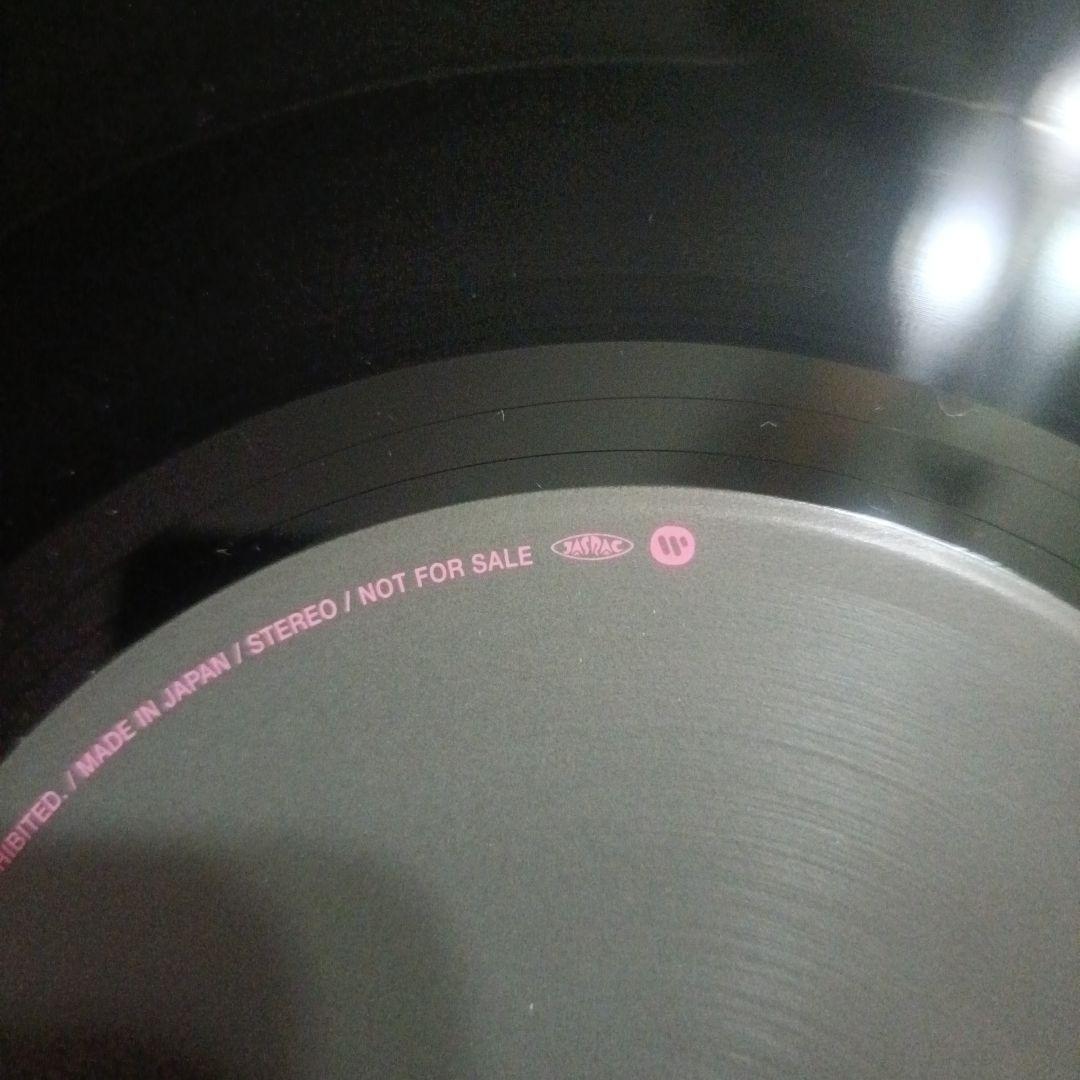 HIBITED. / MADE IN JAPAN / STEREO / NOT FOR SALE JASRAC